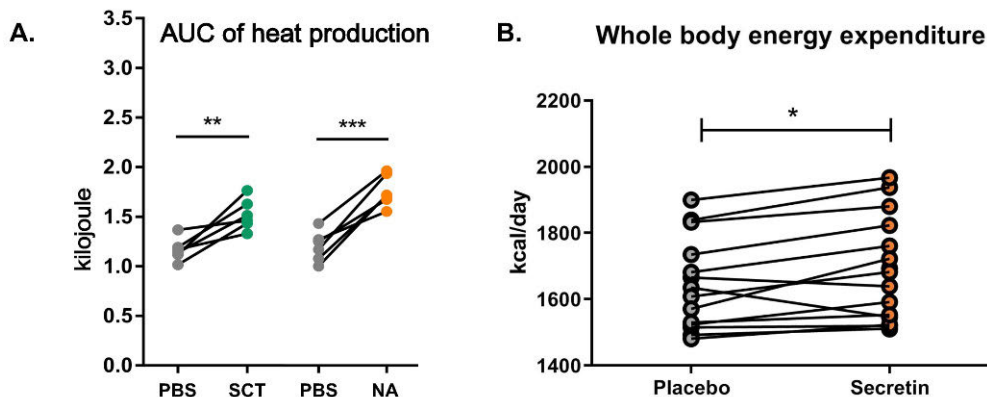 A.
AUC of heat production
kilojoule
3.5
3.0
2.5
2.0
1.5
1.0
0.5
0.0
**
***
PBS
SCT
PBS
NA
B.
Whole body energy expenditure
kcal/day
2200
2000
1800
1600
1400
*
Placebo
Secretin